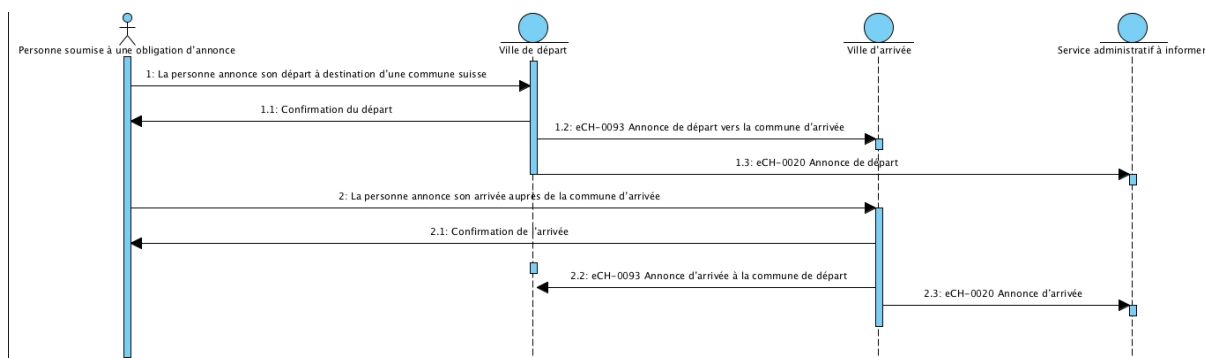 Personne soumise à une obligation d'annonce
Ville de départ
Ville d'arrivée
Service administratif à informer
1: La personne annonce son départ à destination d'une commune suisse
1.1: Confirmation du départ
1.2: eCH-0093 Annonce de départ vers la commune d'arrivée
1.3: eCH-0020 Annonce de départ
2: La personne annonce son arrivée auprès de la commune d'arrivée
2.1: Confirmation de l'arrivée
2.2: eCH-0093 Annonce d'arrivée à la commune de départ
2.3: eCH-0020 Annonce d'arrivée